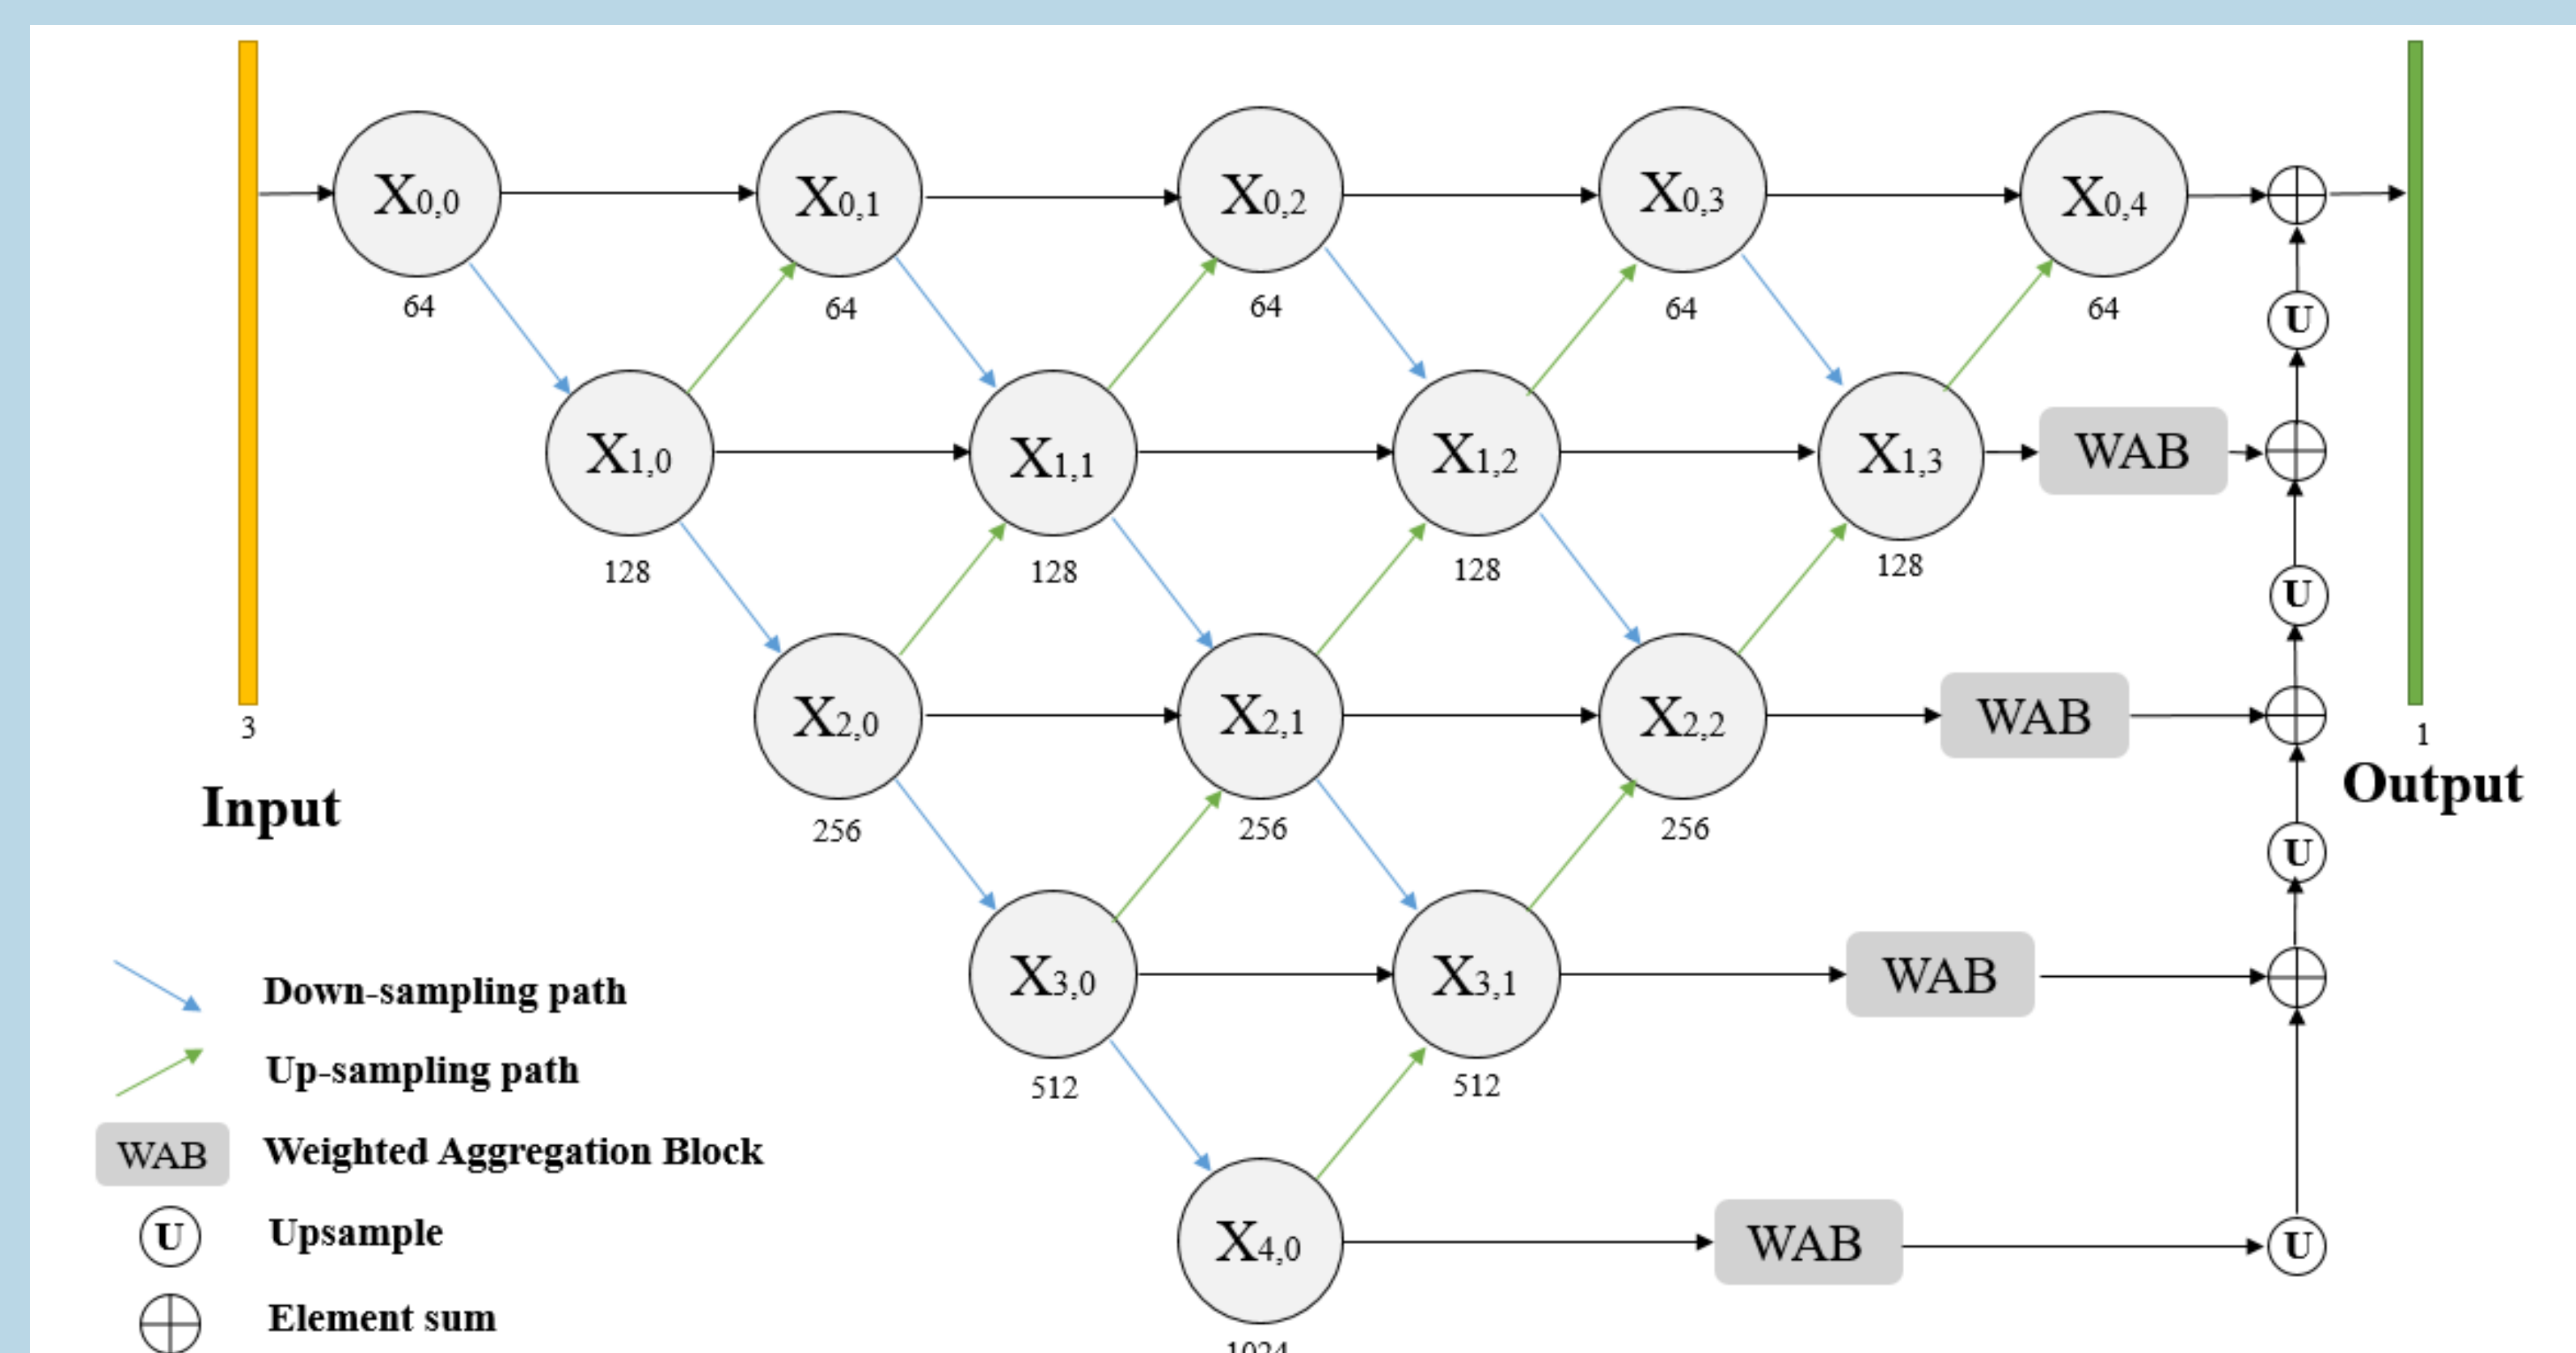 X0,0
X0,1
X0,2
X0,3
X0,4
64
64
64
64
64
U
X1,0
X1,1
X1,2
X1,3
WAB
128
128
128
128
U
X2,0
X2,1
X2,2
WAB
3
1
Input
Output
256
256
256
U
X3,0
X3,1
WAB
512
512
X4,0
WAB
U
1024
Down-sampling path
Up-sampling path
WAB Weighted Aggregation Block
U Upsample
Element sum